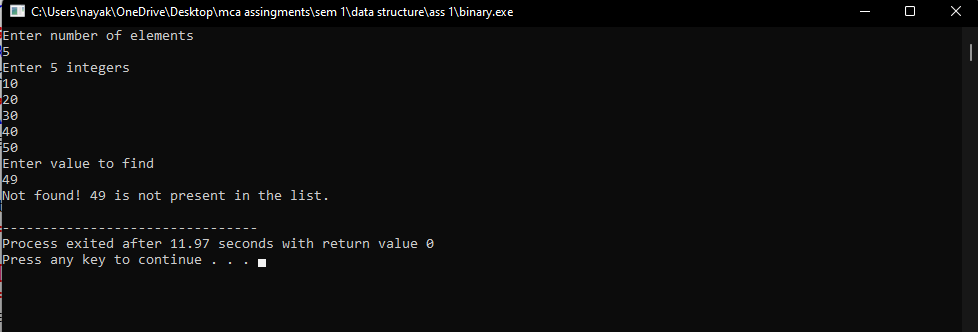 C:\Users\nayak\OneDrive\Desktop\mca assingments\sem 1\data structure\ass 1\binary.exe
Enter number of elements
5
Enter 5 integers
10
20
30
40
50
Enter value to find
49
Not found! 49 is not present in the list.
--------------------------------
Process exited after 11.97 seconds with return value 0
Press any key to continue . . .